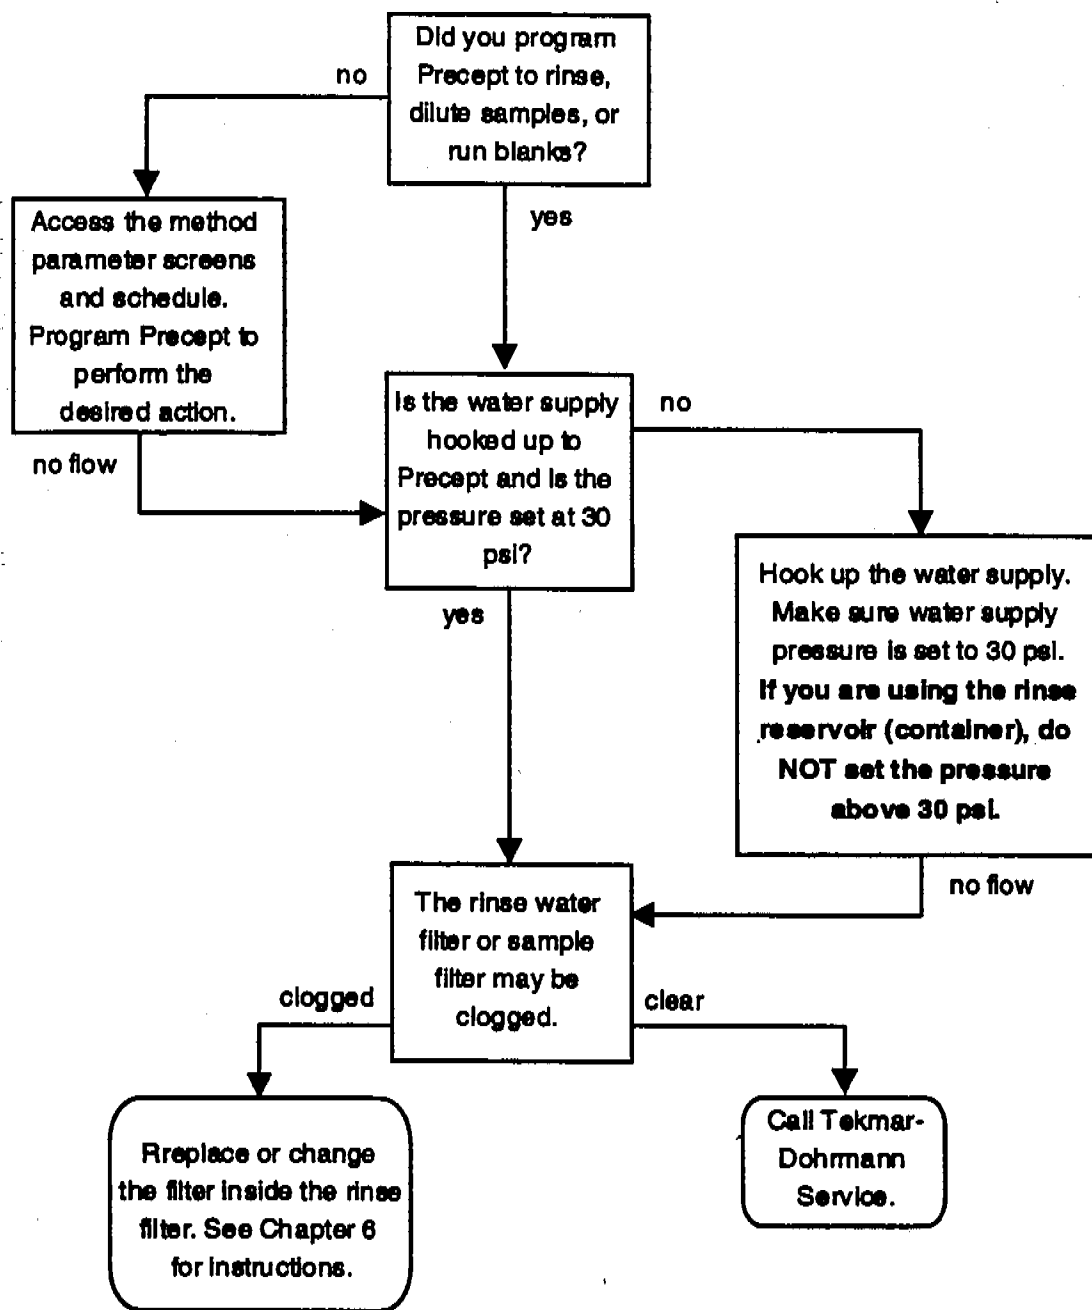 Did you program
Precept to rinse,
dilute samples, or
run blanks?
no
yes
Access the method
parameter screens
and schedule.
Program Precept to
perform the
desired action.
no flow
Is the water supply
hooked up to
Precept and is the
pressure set at 30
psi?
no
yes
Hook up the water supply.
Make sure water supply
pressure is set to 30 psi.
If you are using the rinse
reservoir (container), do
NOT set the pressure
above 30 psi.
no flow
The rinse water
filter or sample
filter may be
clogged.
clogged
clear
Rreplace or change
the filter inside the rinse
filter. See Chapter 6
for instructions.
Call Tekmar-
Dohrmann
Service.